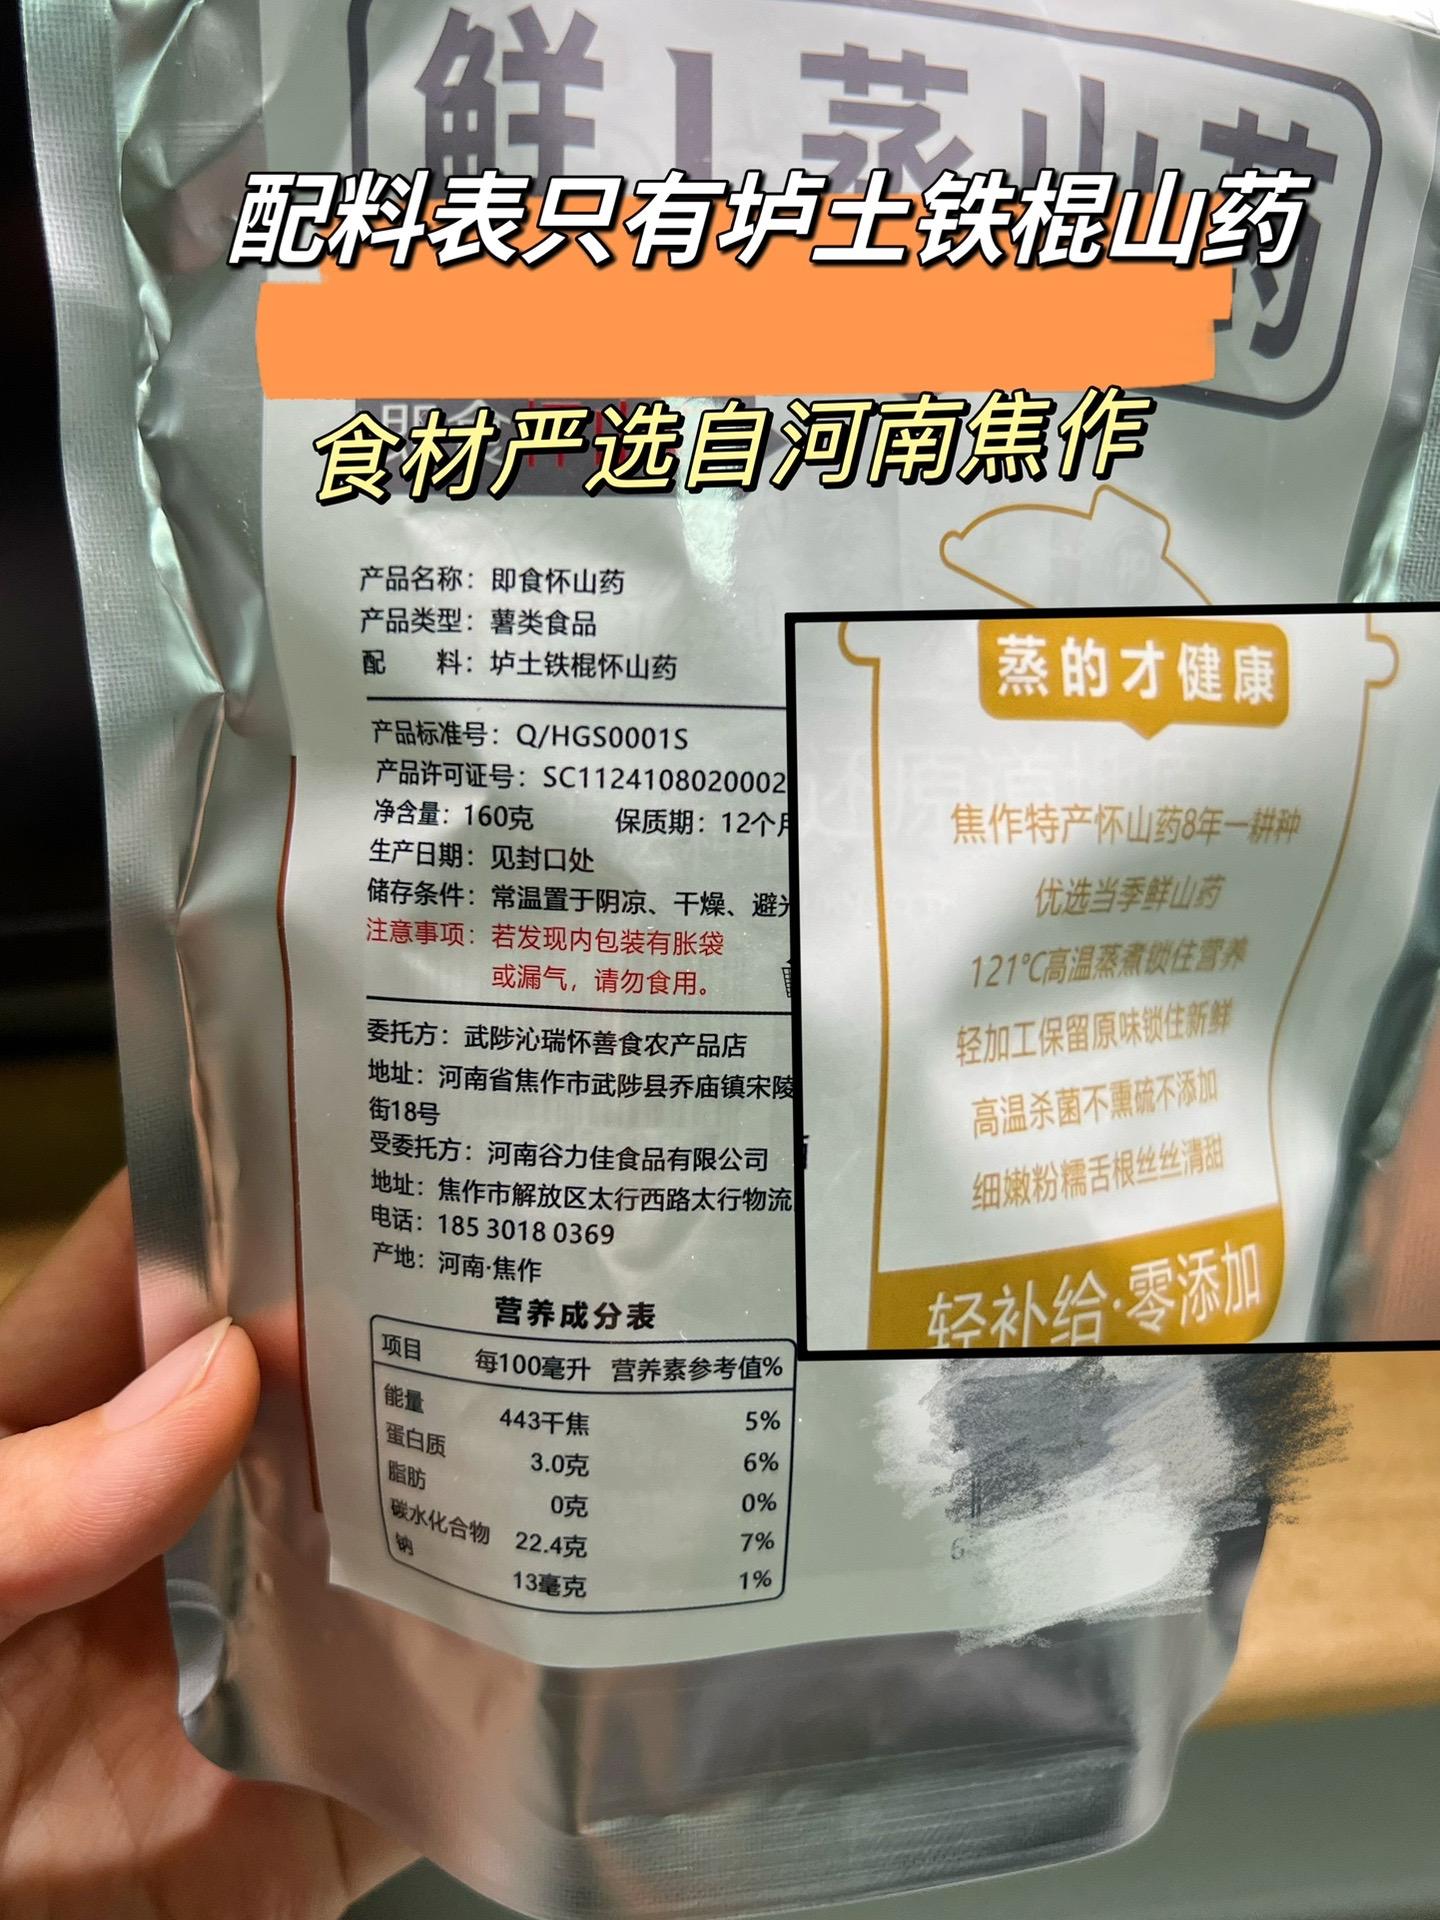 鲜丨蒸山药
配料表只有垆土铁棍山药
食材严选自河南焦作
产品名称：即食怀山药
产品类型：薯类食品
配　　料：垆土铁棍怀山药
产品标准号：Q/HGS0001S
产品许可证号：SC1124108020002
净含量：160克　保质期：12个月
生产日期：见封口处
储存条件：常温置于阴凉、干燥、避光
注意事项：若发现内包装有胀袋
或漏气，请勿食用。
委托方：武陟沁瑞怀善食农产品店
地址：河南省焦作市武陟县乔庙镇宋陵
街18号
受委托方：河南谷力佳食品有限公司
地址：焦作市解放区太行西路太行物流
电话：185 3018 0369
产地：河南·焦作
营养成分表
项目　每100毫升　营养素参考值%
能量　443千焦　5%
蛋白质　3.0克　6%
脂肪　0克　0%
碳水化合物　22.4克　7%
钠　13毫克　1%
蒸的才健康
焦作特产怀山药8年一耕种
优选当季鲜山药
121°C高温蒸煮锁住营养
轻加工保留原味锁住新鲜
高温杀菌不熏硫不添加
细嫩粉糯舌根丝丝清甜
轻补给·零添加